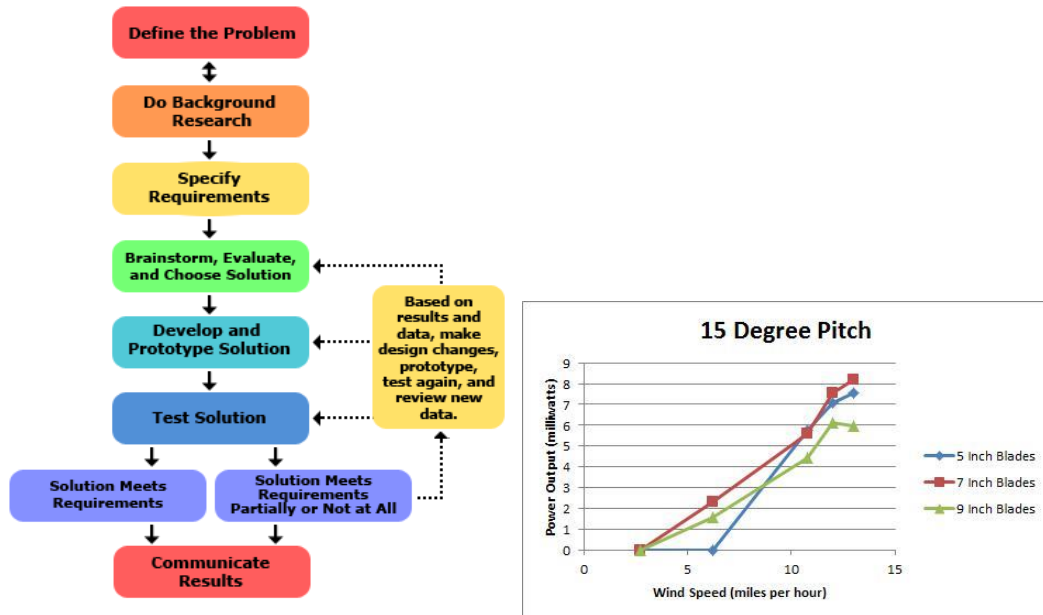 Define the Problem
Do Background
Research
Specify
Requirements
Brainstorm, Evaluate,
and Choose Solution
Develop and
Prototype Solution
Based on
results and
data, make
design changes,
prototype,
test again, and
review new
data.
Test Solution
Solution Meets
Requirements
Solution Meets
Requirements
Partially or Not at All
Communicate
Results
15 Degree Pitch
Power Output (milliwatts)
9
8
7
6
5
4
3
2
1
0
0
5
10
15
Wind Speed (miles per hour)
5 Inch Blades
7 Inch Blades
9 Inch Blades